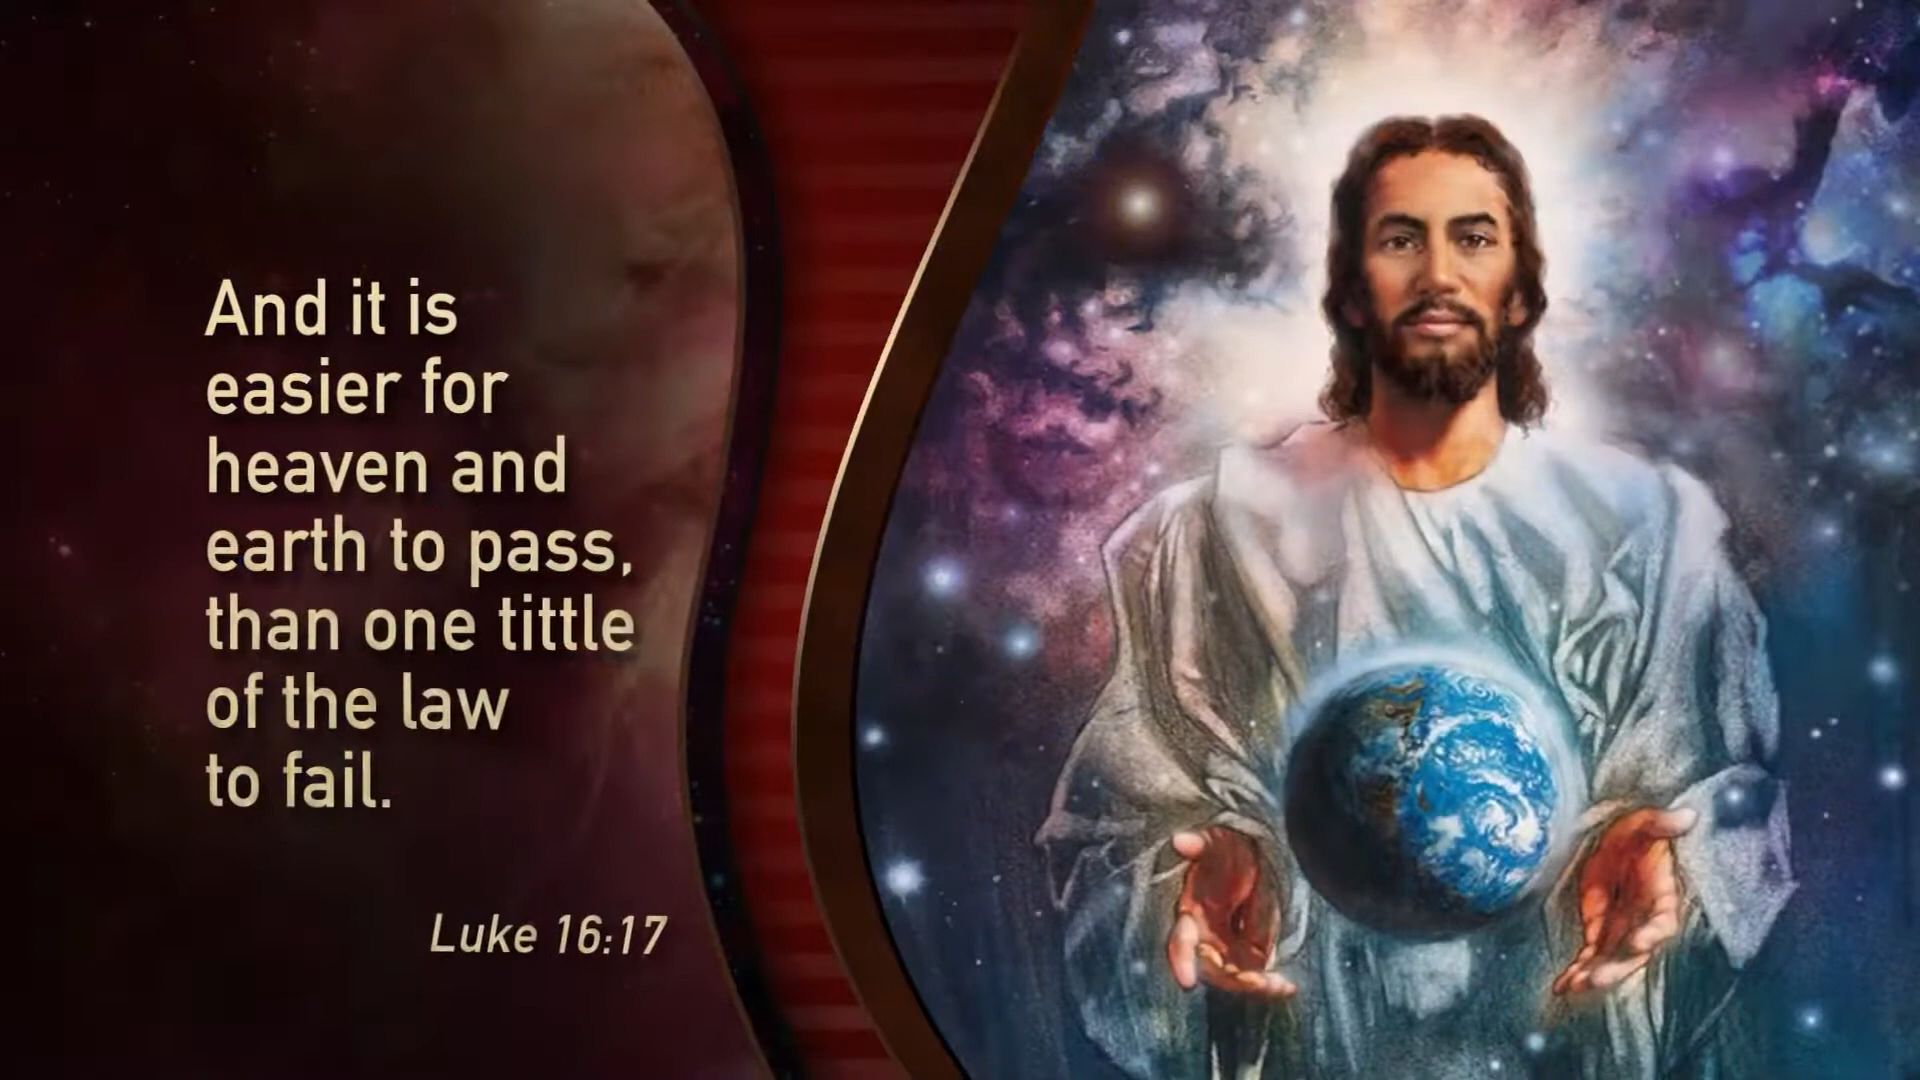 And it is
easier for
heaven and
earth to pass,
than one tittle
of the law
to fail.
Luke 16:17